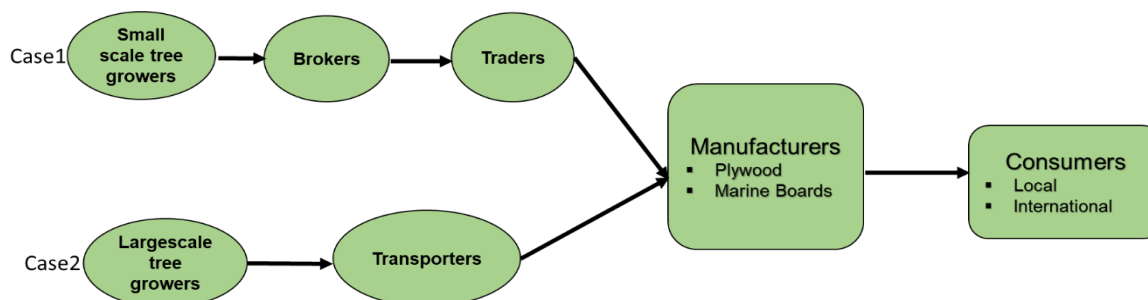 Case1
Small
scale tree
growers
Brokers
Traders
Manufacturers
▪ Plywood
▪ Marine Boards
Consumers
▪ Local
▪ International
Case2
Largescale
tree
growers
Transporters